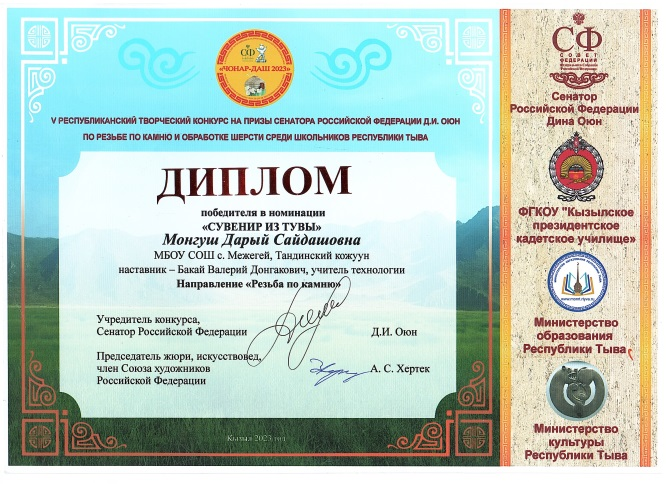 «ЧОНАР-ДАШ 2023»
V РЕСПУБЛИКАНСКИЙ ТВОРЧЕСКИЙ КОНКУРС НА ПРИЗЫ СЕНАТОРА РОССИЙСКОЙ ФЕДЕРАЦИИ Д.И. ОЮН
ПО РЕЗЬБЕ ПО КАМНЮ И ОБРАБОТКЕ ШЕРСТИ СРЕДИ ШКОЛЬНИКОВ РЕСПУБЛИКИ ТЫВА
ДИПЛОМ
победителя в номинации
«СУВЕНИР ИЗ ТУВЫ»
Монгуш Дарый Сайдашовна
МБОУ СОШ с. Межегей, Тандинский кожуун
наставник – Бакай Валерий Донгакович, учитель технологии
Направление «Резьба по камню»
Учредитель конкурса,
Сенатор Российской Федерации Д.И. Оюн
Председатель жюри, искусствовед,
член Союза художников А. С. Хертек
Российской Федерации
Кызыл 2023 год
СФ
СОВЕТ
ФЕДЕРАЦИИ
Сенатор
Российской Федерации
Дина Оюн
ФГКОУ "Кызылское
президентское
кадетское училище»
Министерство
образования
Республики Тыва
Министерство
культуры
Республики Тыва